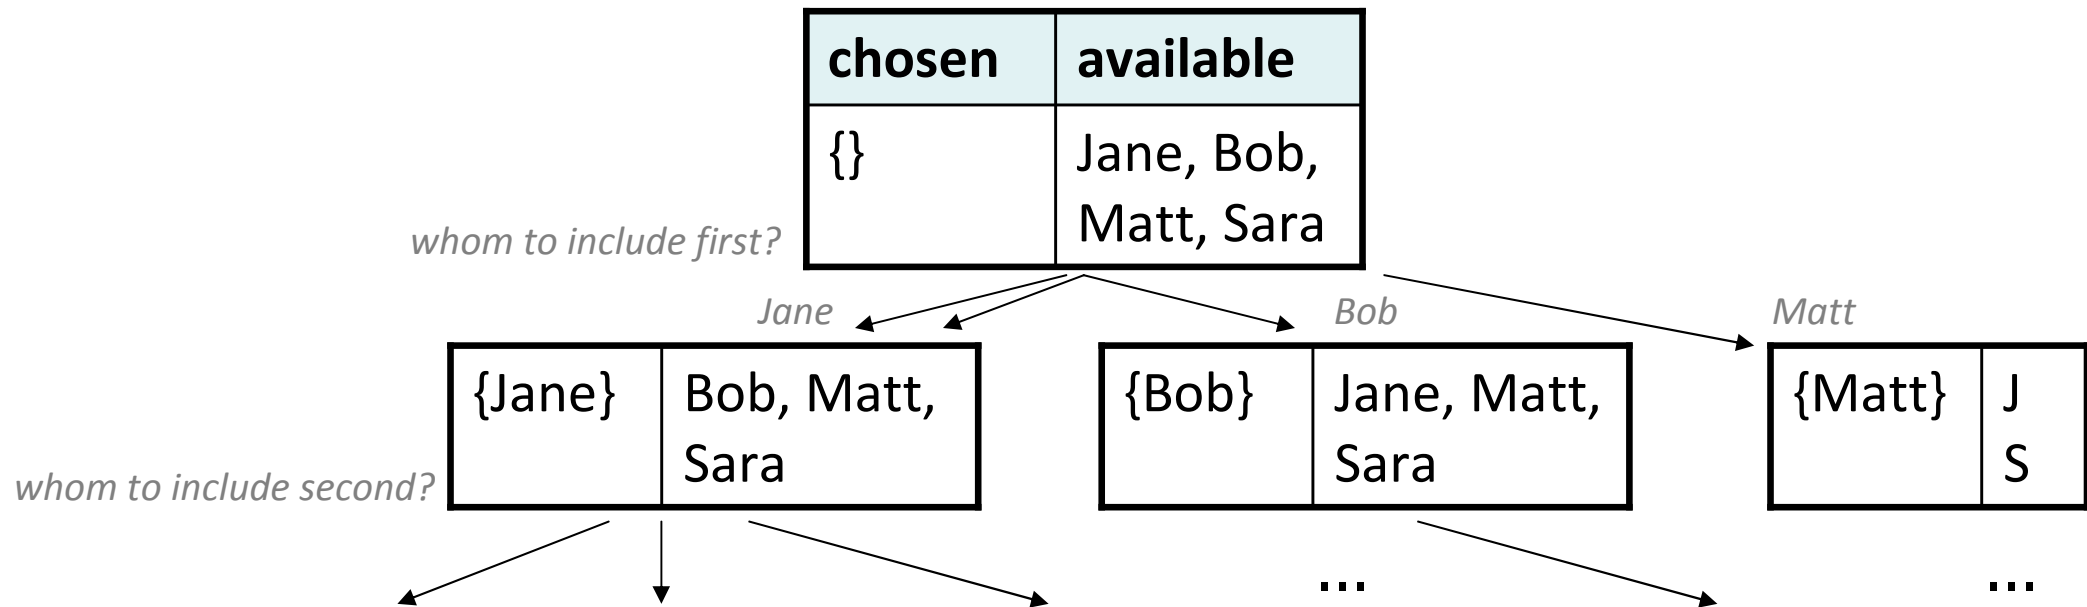 chosen available
{} Jane, Bob,
Matt, Sara
whom to include first?
Jane Bob Matt
{Jane} Bob, Matt, {Bob} Jane, Matt, {Matt} J
Sara Sara S
whom to include second?
... ...